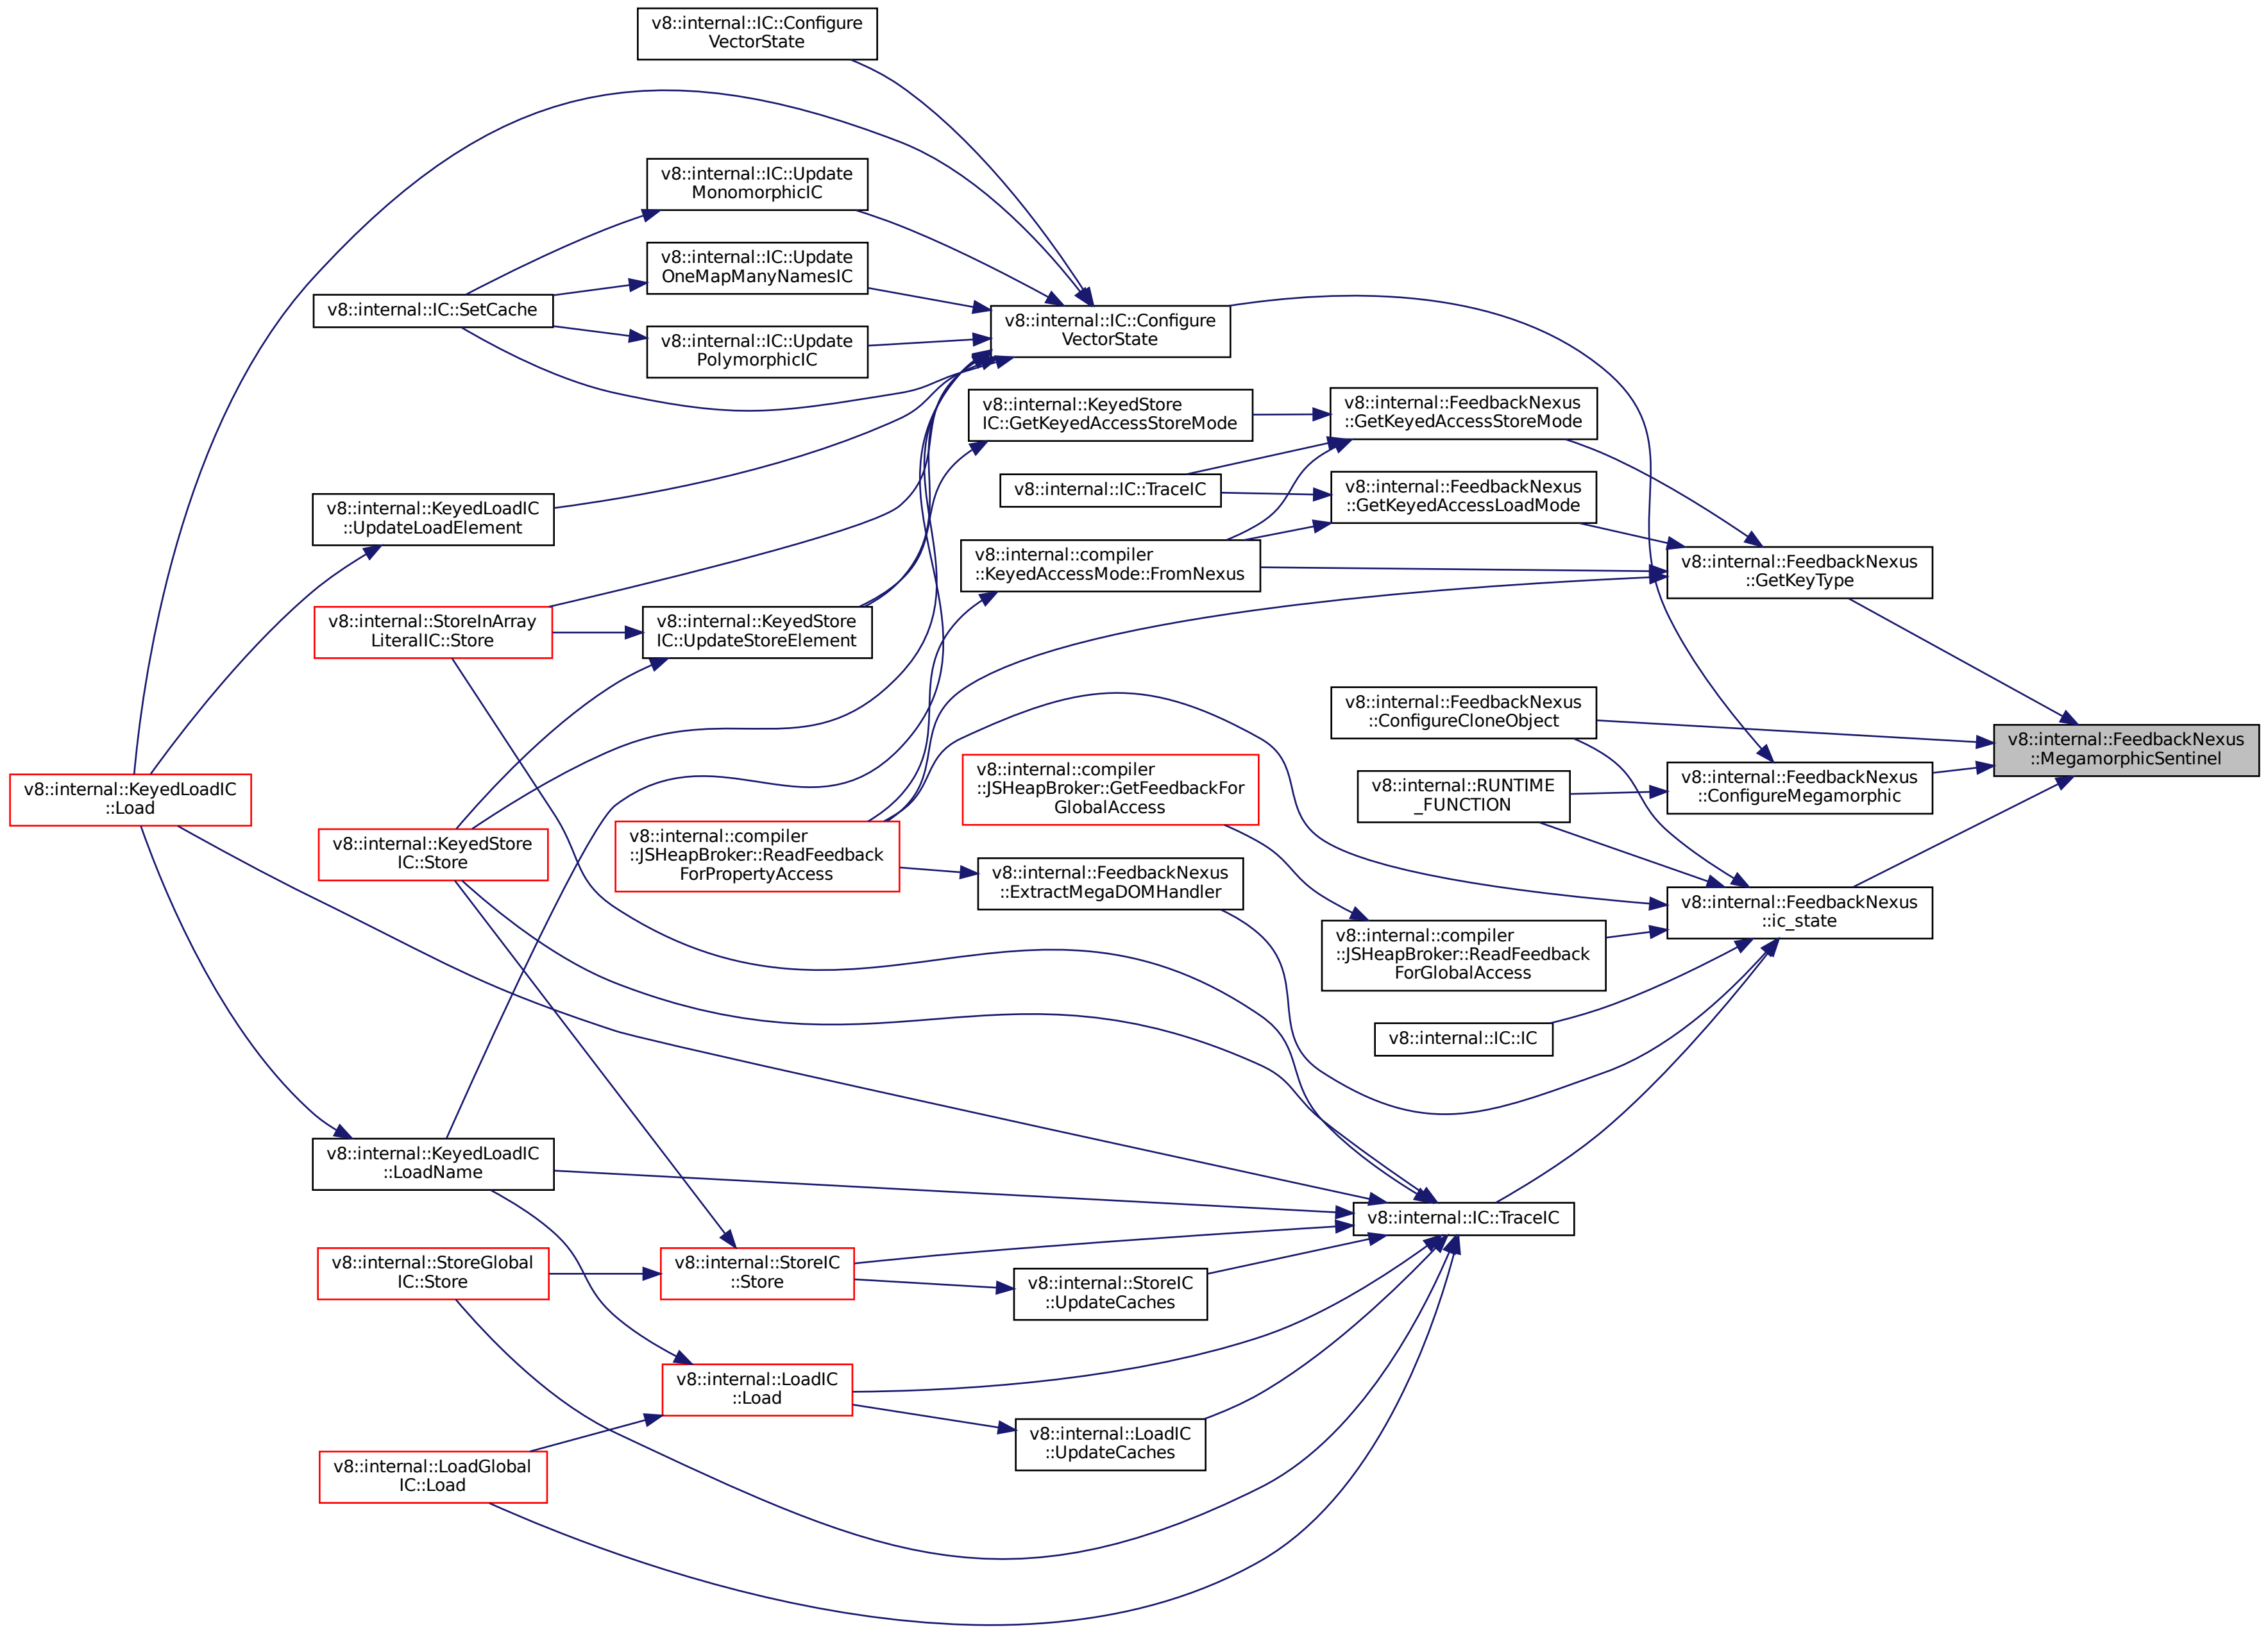 v8::internal::IC::Configure
VectorState
v8::internal::IC::Update
MonomorphicIC
v8::internal::IC::Update
OneMapManyNamesIC
v8::internal::IC::SetCache
v8::internal::IC::Configure
VectorState
v8::internal::IC::Update
PolymorphicIC
v8::internal::KeyedStore
IC::GetKeyedAccessStoreMode
v8::internal::FeedbackNexus
::GetKeyedAccessStoreMode
v8::internal::IC::TraceIC
v8::internal::FeedbackNexus
::GetKeyedAccessLoadMode
v8::internal::KeyedLoadIC
::UpdateLoadElement
v8::internal::compiler
::KeyedAccessMode::FromNexus
v8::internal::FeedbackNexus
::GetKeyType
v8::internal::StoreInArray
LiteralIC::Store
v8::internal::KeyedStore
IC::UpdateStoreElement
v8::internal::FeedbackNexus
::ConfigureCloneObject
v8::internal::FeedbackNexus
::MegamorphicSentinel
v8::internal::KeyedLoadIC
::Load
v8::internal::compiler
::JSHeapBroker::GetFeedbackFor
GlobalAccess
v8::internal::RUNTIME
_FUNCTION
v8::internal::FeedbackNexus
::ConfigureMegamorphic
v8::internal::KeyedStore
IC::Store
v8::internal::compiler
::JSHeapBroker::ReadFeedback
ForPropertyAccess
v8::internal::FeedbackNexus
::ExtractMegaDOMHandler
v8::internal::FeedbackNexus
::ic_state
v8::internal::compiler
::JSHeapBroker::ReadFeedback
ForGlobalAccess
v8::internal::IC::IC
v8::internal::KeyedLoadIC
::LoadName
v8::internal::IC::TraceIC
v8::internal::StoreGlobal
IC::Store
v8::internal::StoreIC
::Store
v8::internal::StoreIC
::UpdateCaches
v8::internal::LoadIC
::Load
v8::internal::LoadIC
::UpdateCaches
v8::internal::LoadGlobal
IC::Load